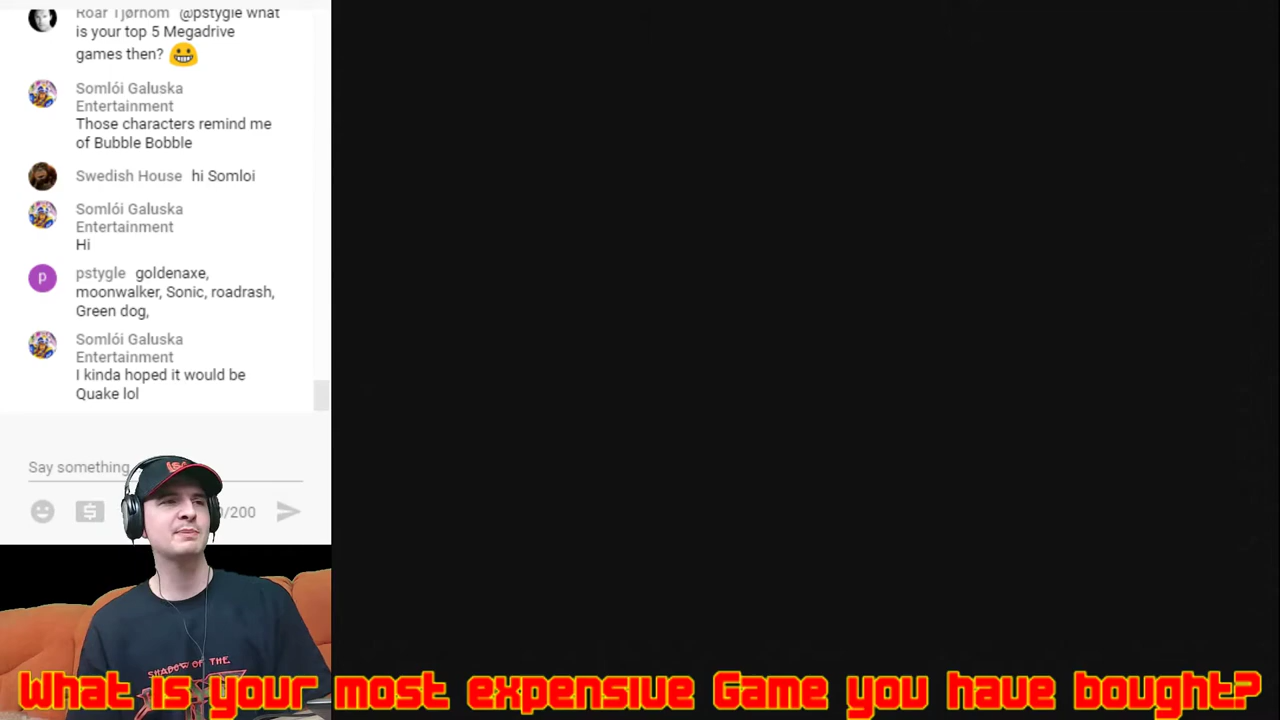 Roar Tjørnom @pstygle what
is your top 5 Megadrive
games then?
Somlói Galuska
Entertainment
Those characters remind me
of Bubble Bobble
Swedish House hi Somloi
Somlói Galuska
Entertainment
Hi
p
pstygle goldenaxe,
moonwalker, Sonic, roadrash,
Green dog,
Somlói Galuska
Entertainment
I kinda hoped it would be
Quake lol
Say something
/200
SHADOW OF THE
What is your most expensive Game you have bought?